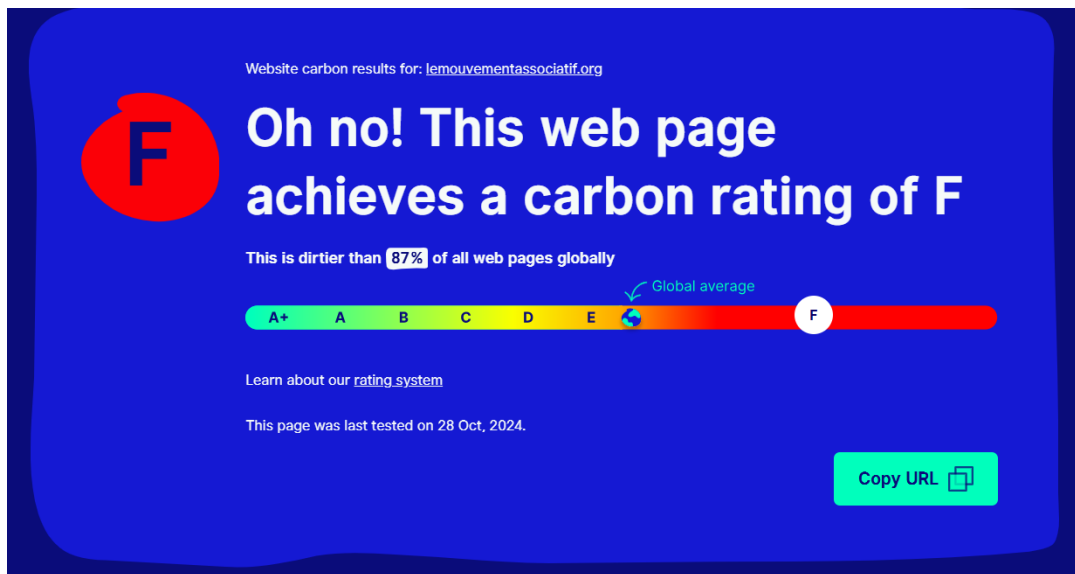 Website carbon results for: lemouvementassociatif.org
F
Oh no! This web page
achieves a carbon rating of F
This is dirtier than 87% of all web pages globally
Global average
A+ A B C D E F
Learn about our rating system
This page was last tested on 28 Oct, 2024.
Copy URL